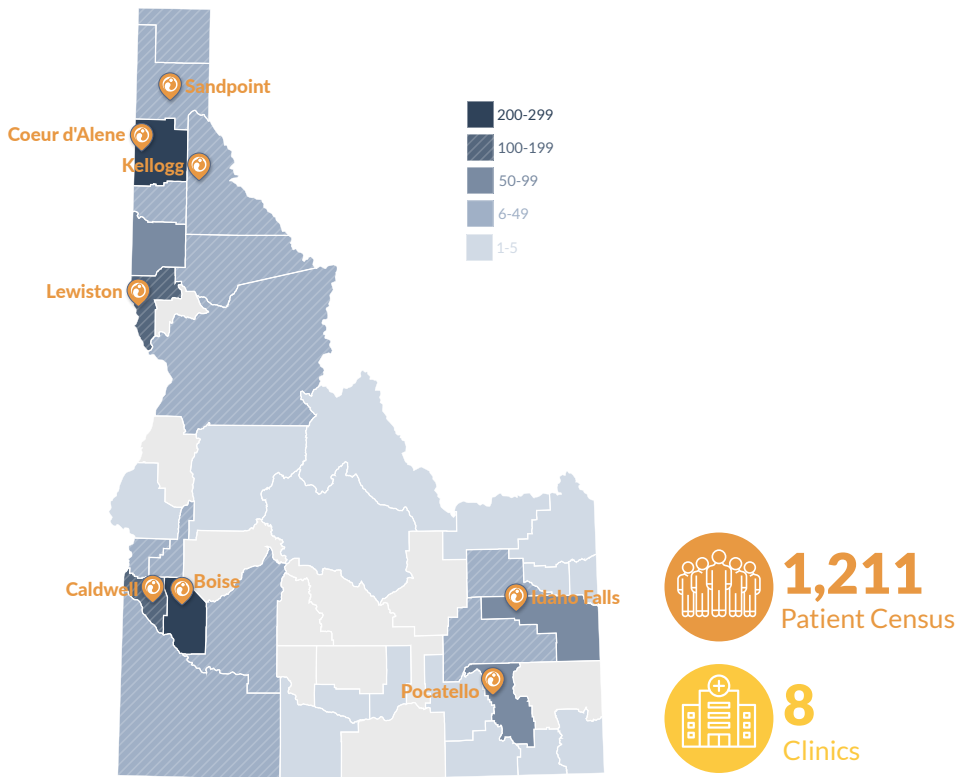 Sandpoint
Coeur d'Alene
Kellogg
Lewiston
200-299
100-199
50-99
6-49
1-5
Caldwell
Boise
Idaho Falls
Pocatello
1,211
Patient Census
8
Clinics